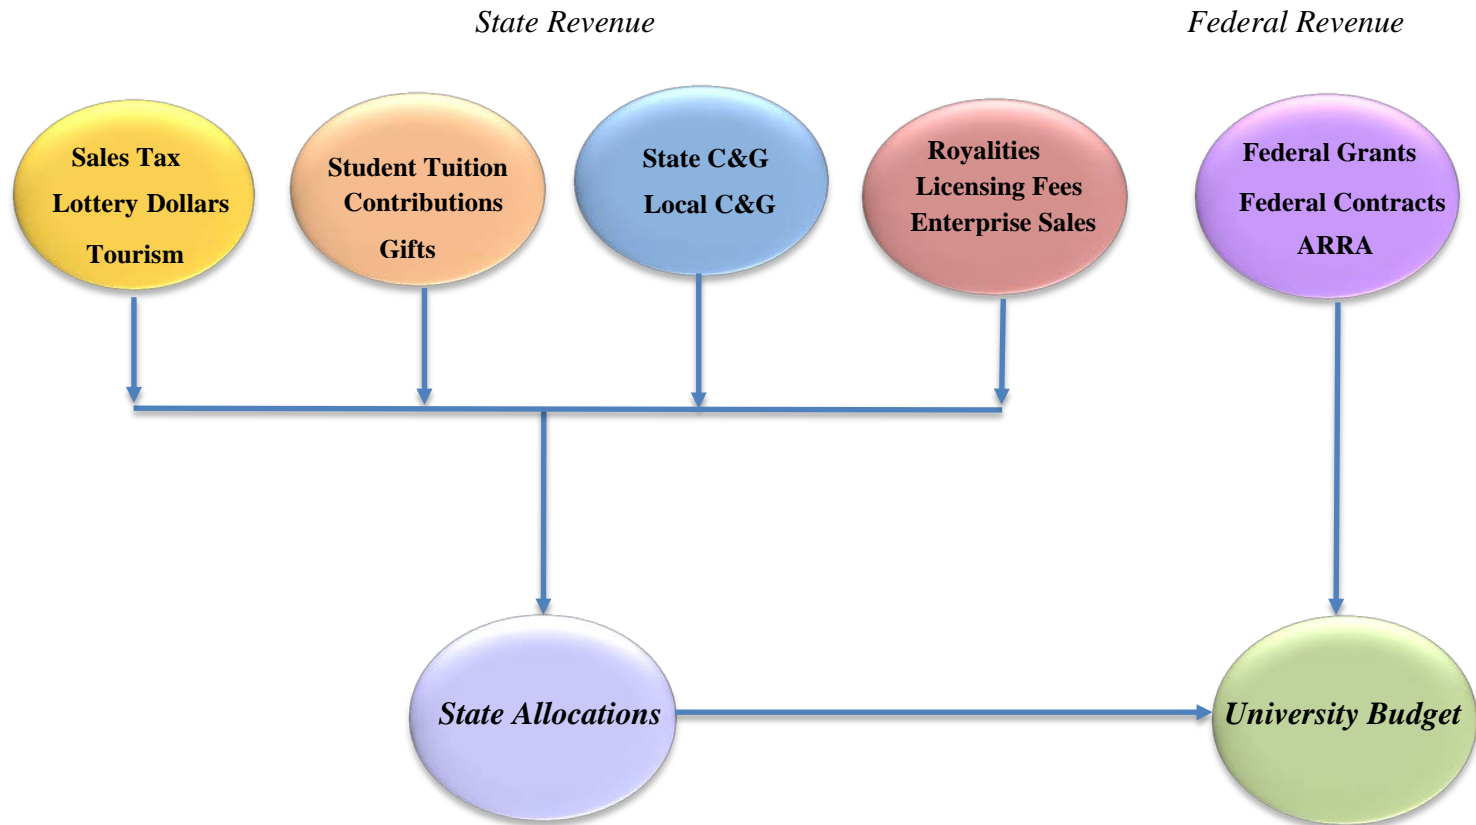 State Revenue
Federal Revenue
Sales Tax
Lottery Dollars
Tourism
Student Tuition
Contributions
Gifts
State C&G
Local C&G
Royalities
Licensing Fees
Enterprise Sales
Federal Grants
Federal Contracts
ARRA
State Allocations
University Budget